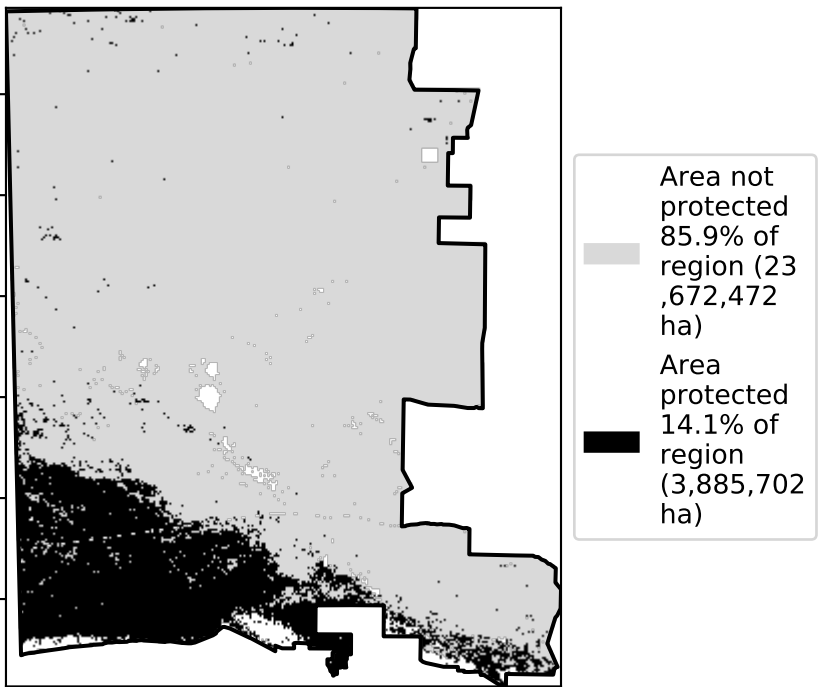 Area not
protected
85.9% of
region (23
,672,472
ha)
Area
protected
14.1% of
region
(3,885,702
ha)